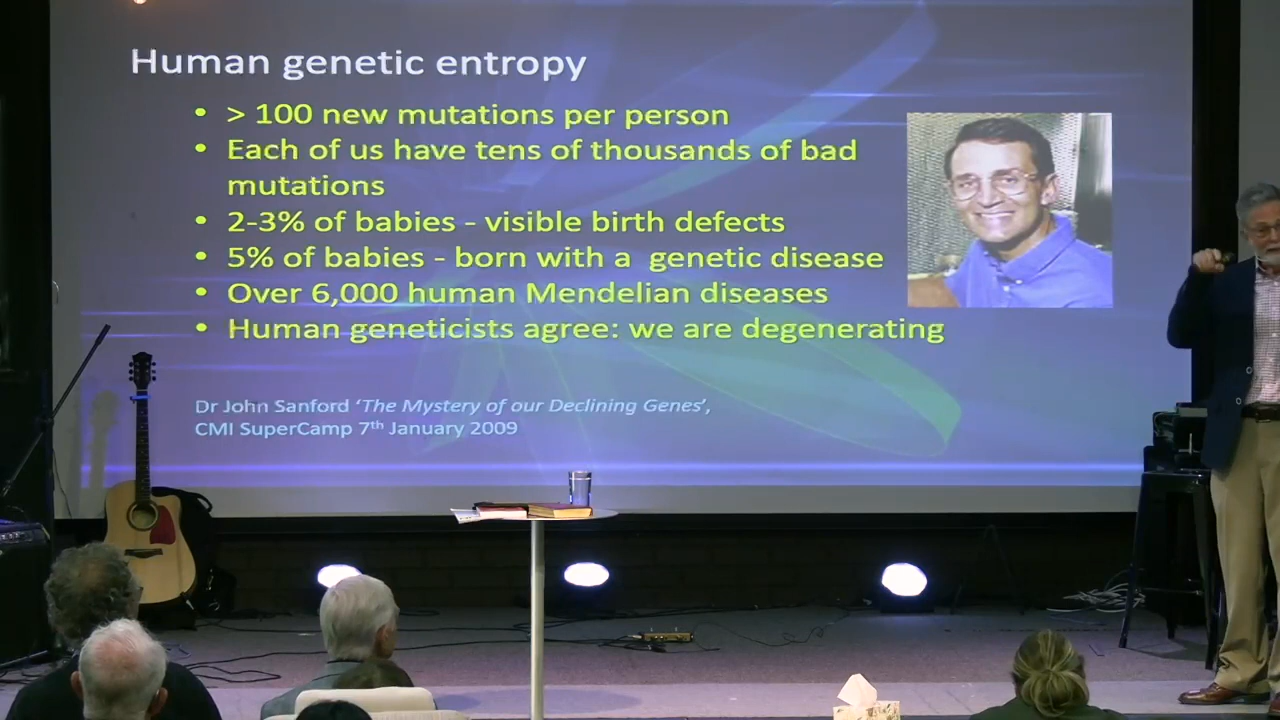 Human genetic entropy
• > 100 new mutations per person
• Each of us have tens of thousands of bad
mutations
• 2-3% of babies - visible birth defects
• 5% of babies - born with a  genetic disease
• Over 6,000 human Mendelian diseases
• Human geneticists agree: we are degenerating
Dr John Sanford ‘The Mystery of our Declining Genes’,
CMI SuperCamp 7th January 2009